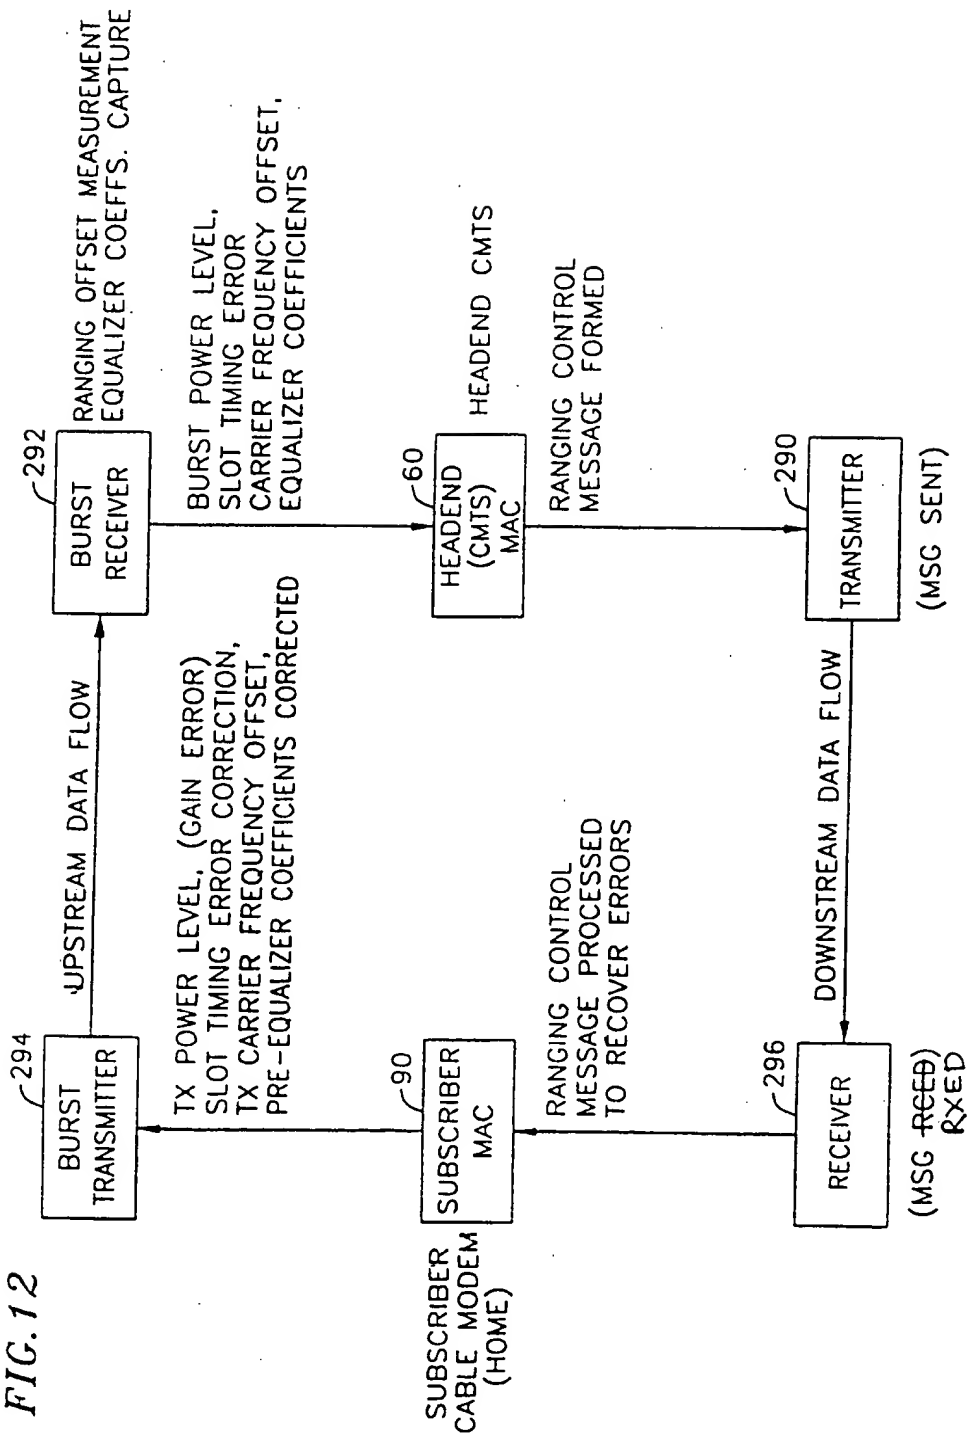 FIG.12
294
BURST
TRANSMITTER
UPSTREAM DATA FLOW
292
BURST
RECEIVER
RANGING OFFSET MEASUREMENT
EQUALIZER COEFFS. CAPTURE
TX POWER LEVEL, (GAIN ERROR)
SLOT TIMING ERROR CORRECTION,
TX CARRIER FREQUENCY OFFSET,
PRE-EQUALIZER COEFFICIENTS CORRECTED
BURST POWER LEVEL,
SLOT TIMING ERROR
CARRIER FREQUENCY OFFSET,
EQUALIZER COEFFICIENTS
SUBSCRIBER
CABLE MODEM
(HOME)
90
SUBSCRIBER
MAC
60
HEADEND
(CMTS)
MAC
HEADEND CMTS
RANGING CONTROL
MESSAGE PROCESSED
TO RECOVER ERRORS
RANGING CONTROL
MESSAGE FORMED
296
RECEIVER
(MSG RCED)
RXED
DOWNSTREAM DATA FLOW
290
TRANSMITTER
(MSG SENT)